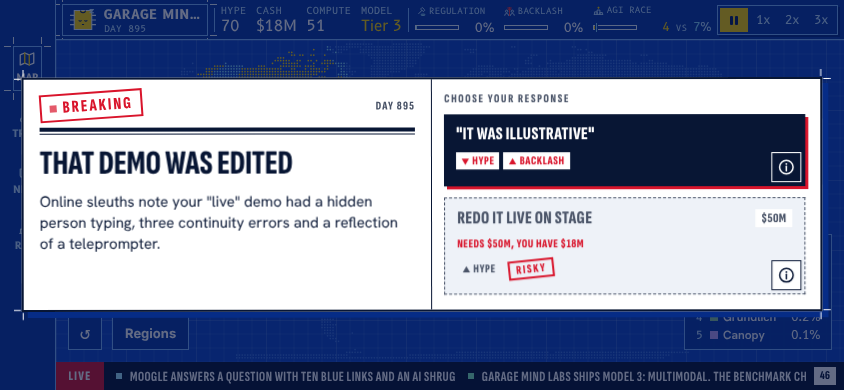 GARAGE MIN...
DAY 895
HYPE
70
CASH
$18M
COMPUTE
51
MODEL
Tier 3
REGULATION
0%
BACKLASH
0%
AGI RACE
4 vs 7%
1x
2x
3x
MAP
BREAKING
DAY 895
THAT DEMO WAS EDITED
Online sleuths note your "live" demo had a hidden
person typing, three continuity errors and a reflection
of a teleprompter.
CHOOSE YOUR RESPONSE
"IT WAS ILLUSTRATIVE"
▼ HYPE
▲ BACKLASH
REDO IT LIVE ON STAGE
$50M
NEEDS $50M, YOU HAVE $18M
▲ HYPE
RISKY
↺
Regions
4 Grundlich 0.2%
5 Canopy 0.1%
LIVE
MOOGLE ANSWERS A QUESTION WITH TEN BLUE LINKS AND AN AI SHRUG
GARAGE MIND LABS SHIPS MODEL 3: MULTIMODAL. THE BENCHMARK CH
46